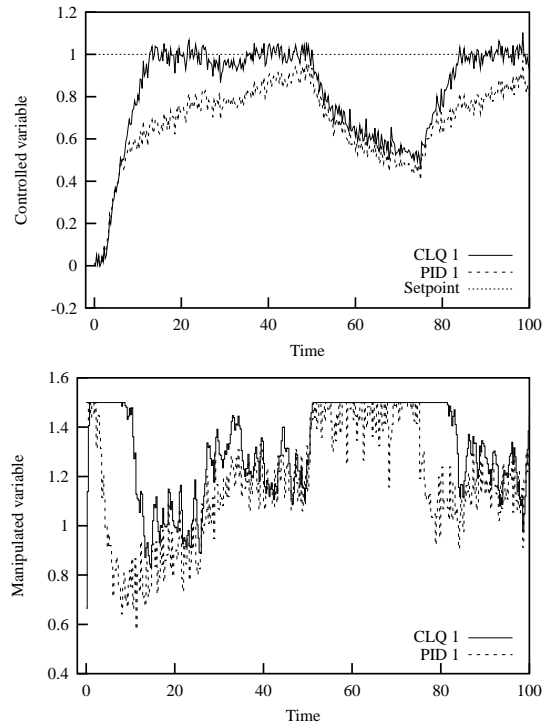 1.2
1
0.8
0.6
0.4
0.2
0
-0.2
Controlled variable
CLQ 1
PID 1
Setpoint
0 20 40 60 80 100
Time
1.6
1.4
1.2
1
0.8
0.6
0.4
Manipulated variable
CLQ 1
PID 1
0 20 40 60 80 100
Time